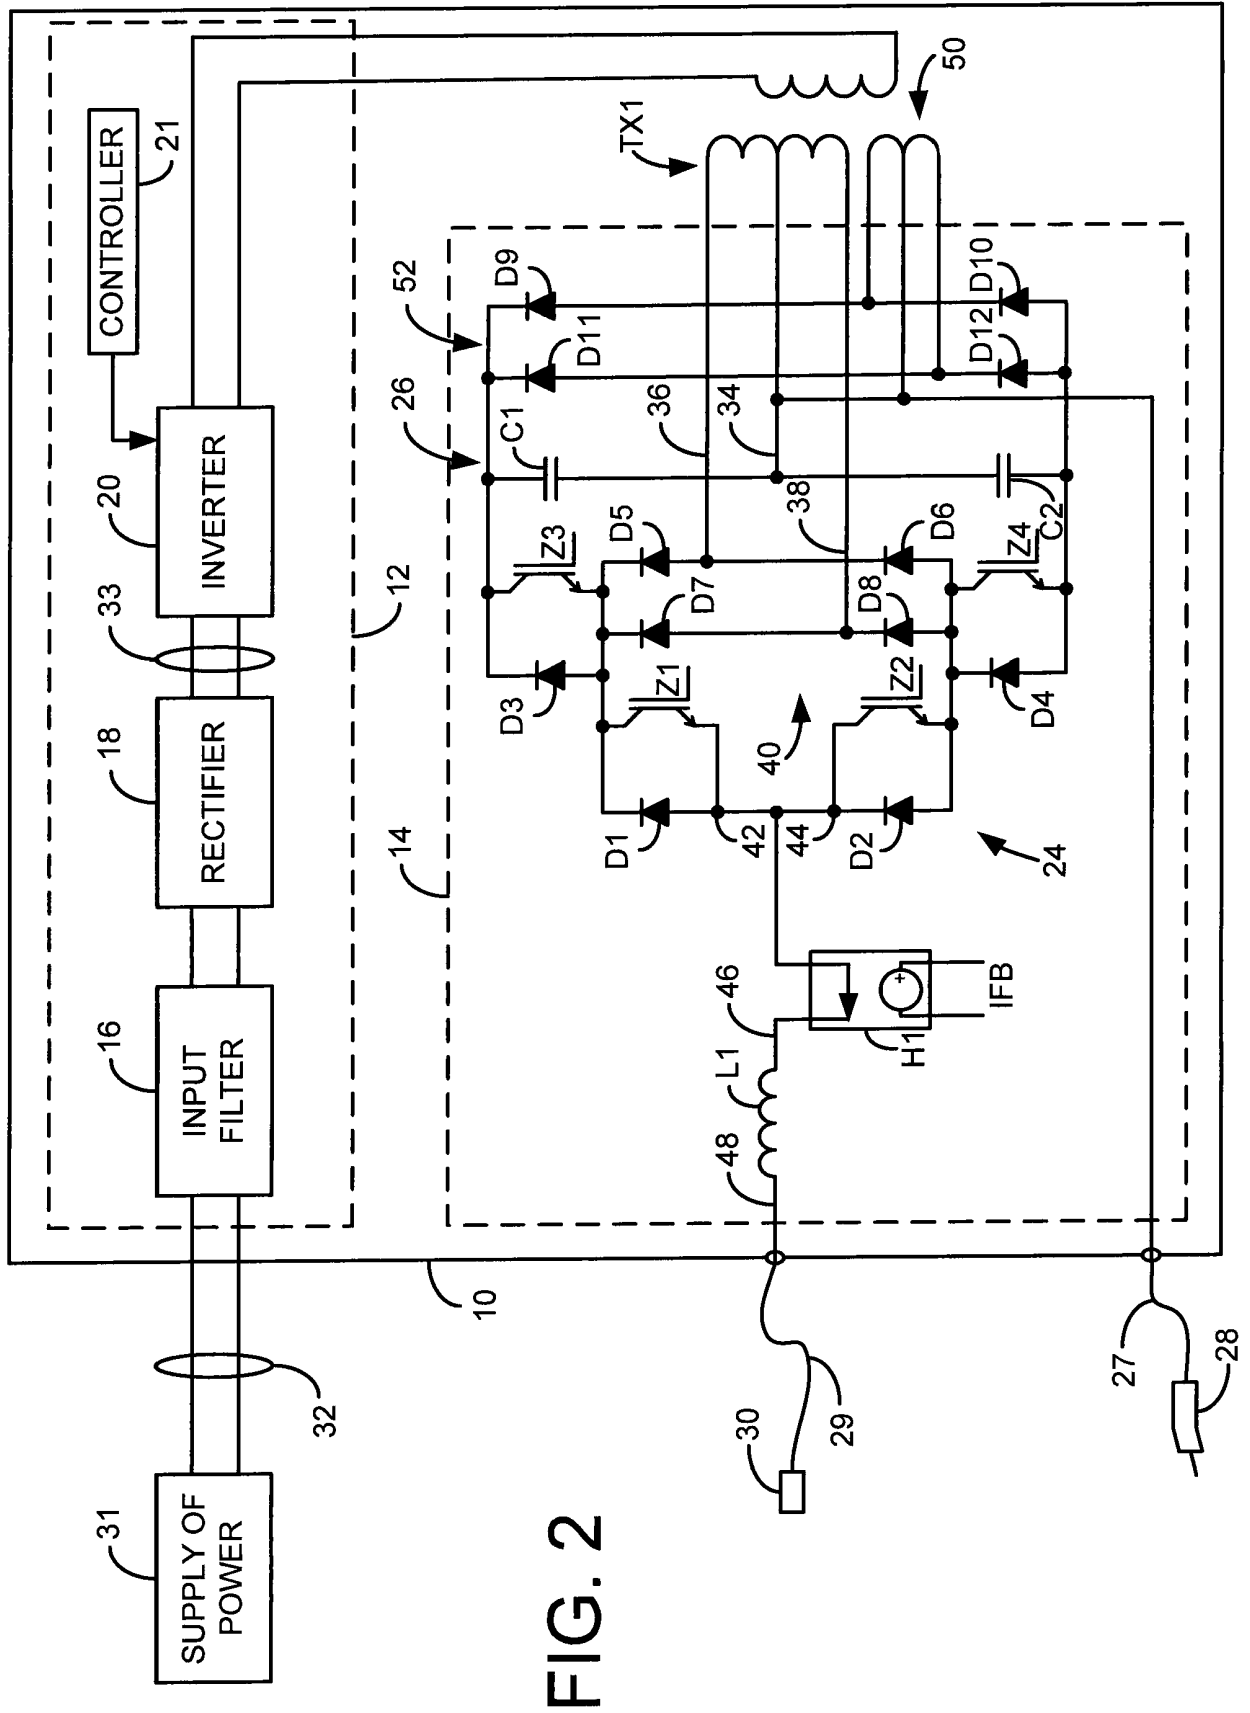 31
SUPPLY OF
POWER
32
16
INPUT
FILTER
18
RECTIFIER
33
20
INVERTER
CONTROLLER
21
12
10
14
52
26
D9
D11
C1
Z3
D3
D5
D7
Z1
D1
36
34
38
TX1
50
40
42
44
D2
Z2
D8
D6
Z4
D4
C2
D12
D10
24
46
L1
48
H1
+
IFB
30
29
27
28
FIG. 2